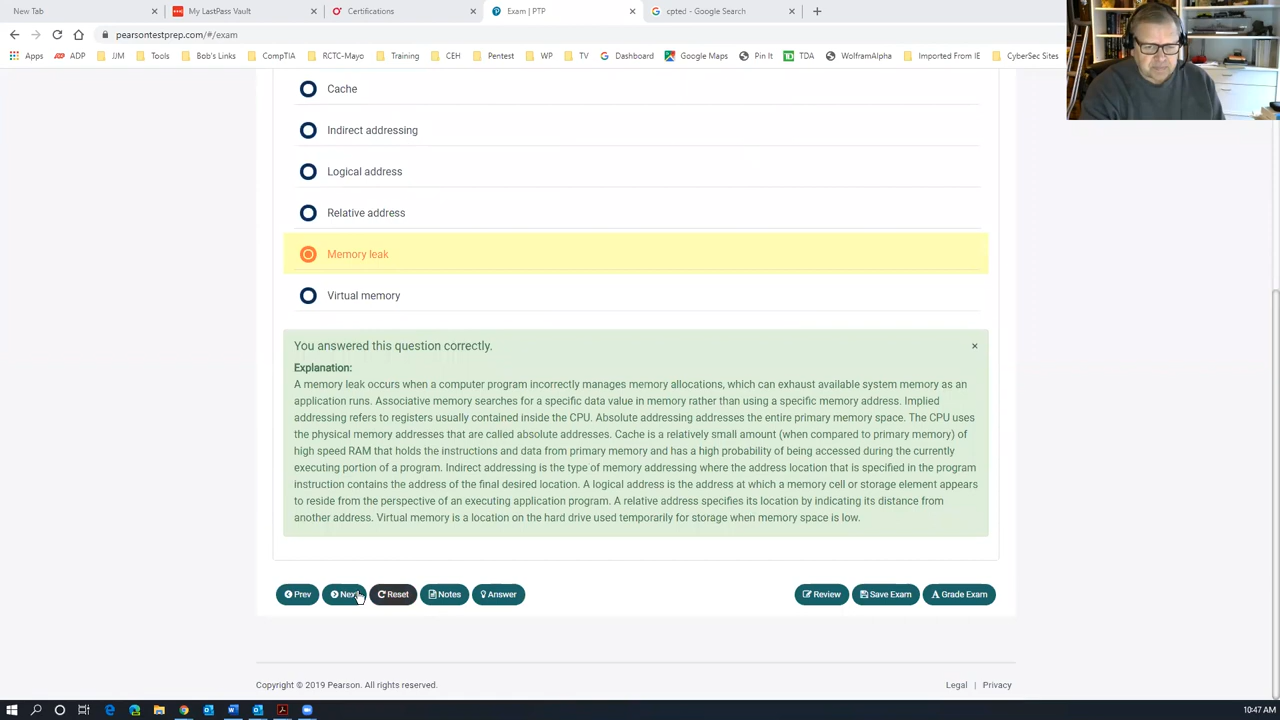 New Tab
My LastPass Vault
Certifications
Exam | PTP
cpted - Google Search
pearsontestprep.com/#/exam
Apps ADP JJM Tools Bob's Links CompTIA RCTC-Mayo Training CEH Pentest WP TV Dashboard Google Maps Pin It TDA WolframAlpha Imported From IE CyberSec Sites
Cache
Indirect addressing
Logical address
Relative address
Memory leak
Virtual memory
You answered this question correctly.
Explanation:
A memory leak occurs when a computer program incorrectly manages memory allocations, which can exhaust available system memory as an
application runs. Associative memory searches for a specific data value in memory rather than using a specific memory address. Implied
addressing refers to registers usually contained inside the CPU. Absolute addressing addresses the entire primary memory space. The CPU uses
the physical memory addresses that are called absolute addresses. Cache is a relatively small amount (when compared to primary memory) of
high speed RAM that holds the instructions and data from primary memory and has a high probability of being accessed during the currently
executing portion of a program. Indirect addressing is the type of memory addressing where the address location that is specified in the program
instruction contains the address of the final desired location. A logical address is the address at which a memory cell or storage element appears
to reside from the perspective of an executing application program. A relative address specifies its location by indicating its distance from
another address. Virtual memory is a location on the hard drive used temporarily for storage when memory space is low.
Prev Next Reset Notes Answer Review Save Exam A Grade Exam
Copyright © 2019 Pearson. All rights reserved.
Legal | Privacy
10:47 AM